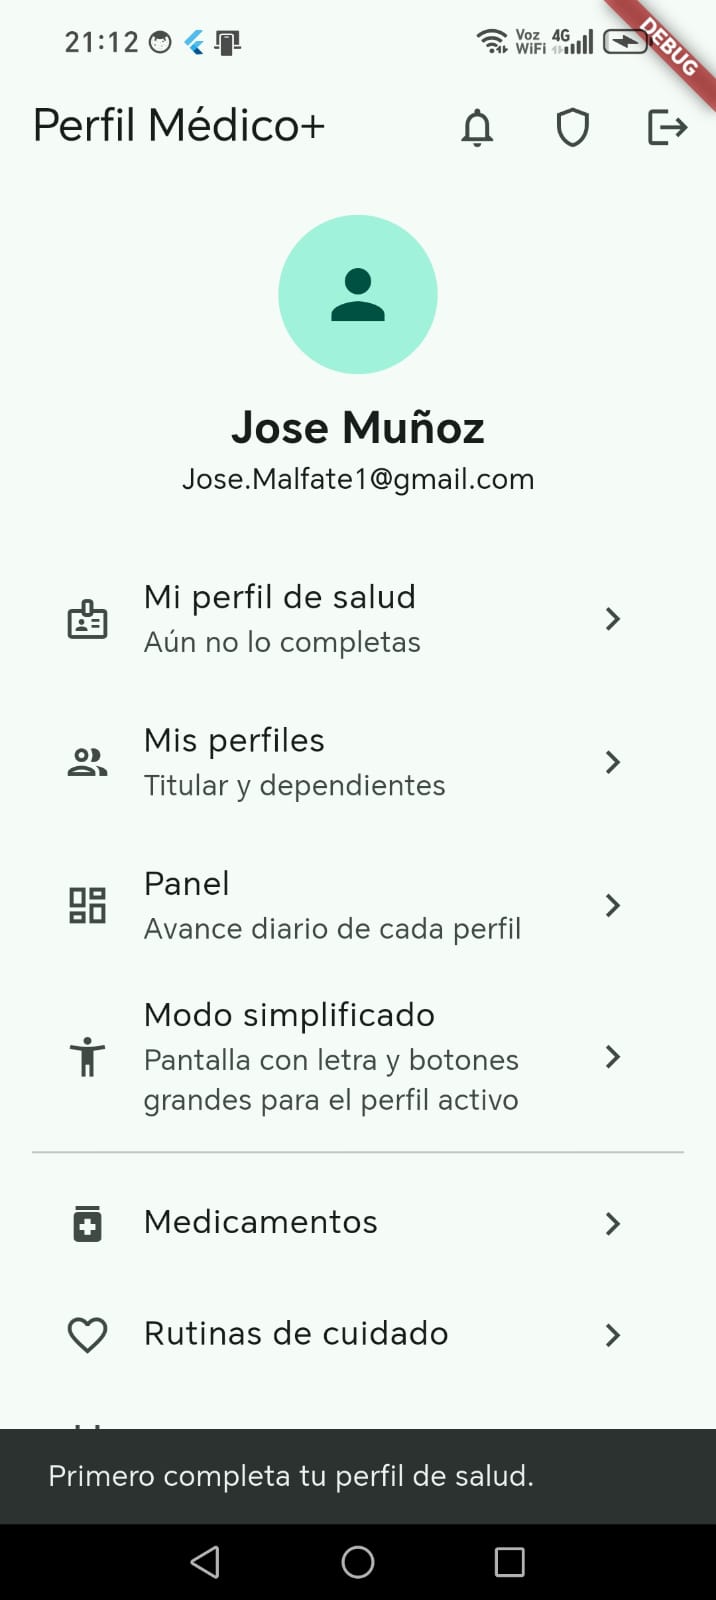 21:12
Voz
WiFi
4G
DEBUG
Perfil Médico+
Jose Muñoz
Jose.Malfate1@gmail.com
Mi perfil de salud
Aún no lo completas
Mis perfiles
Titular y dependientes
Panel
Avance diario de cada perfil
Modo simplificado
Pantalla con letra y botones
grandes para el perfil activo
Medicamentos
Rutinas de cuidado
Primero completa tu perfil de salud.